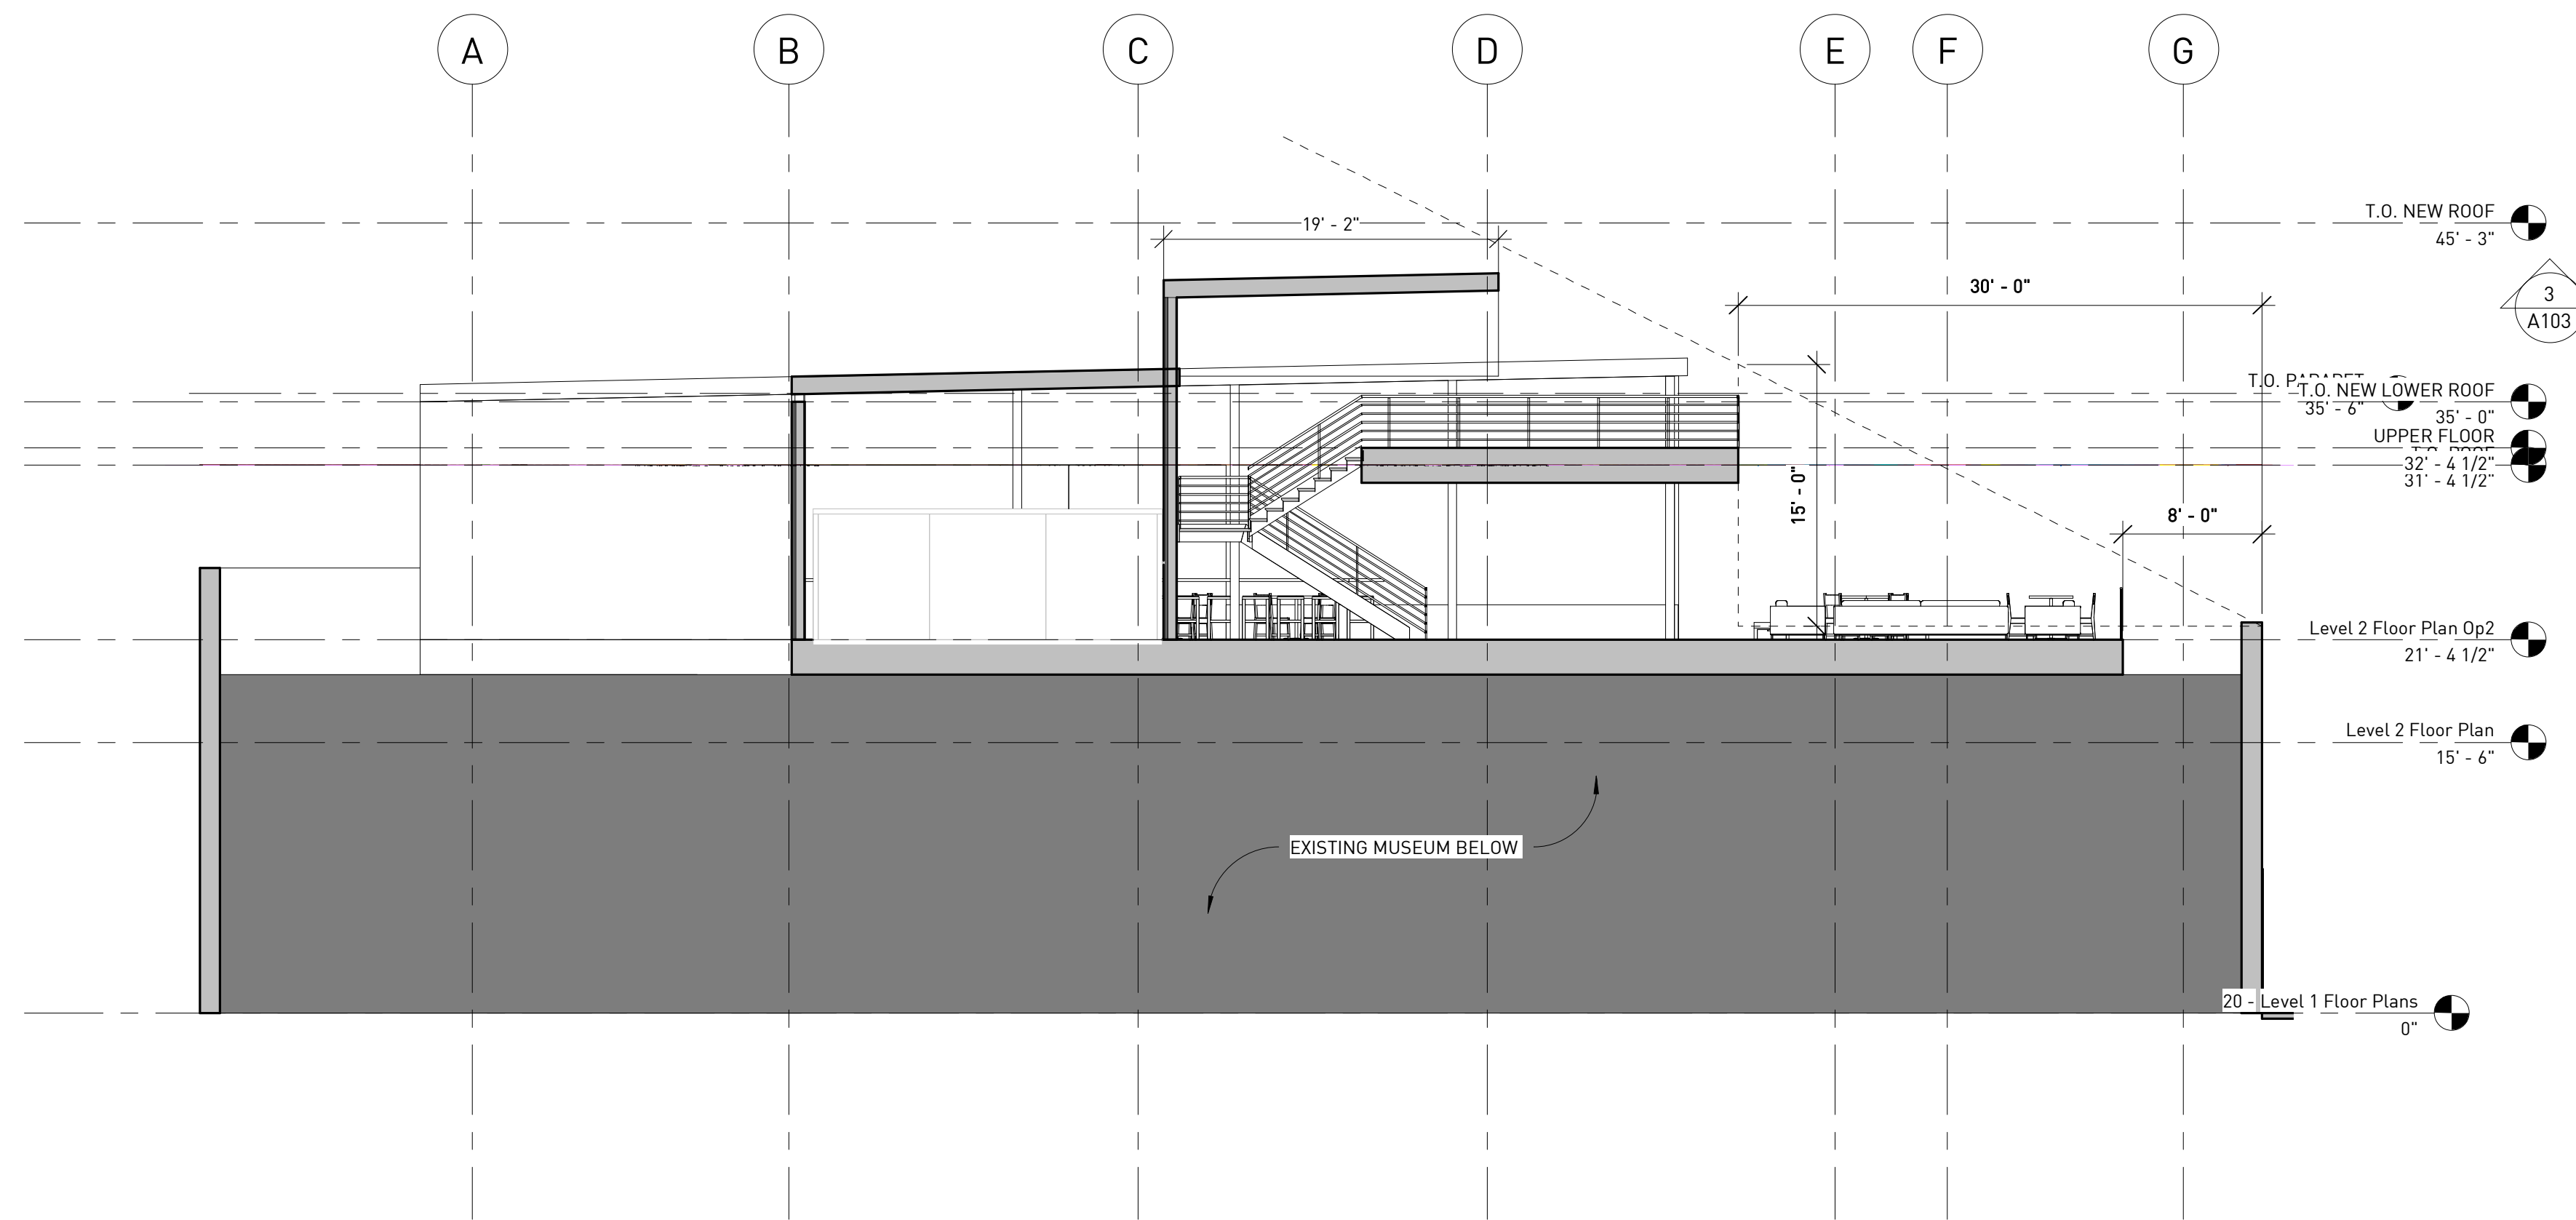 A
B
C
D
E
F
G
T.O. NEW ROOF
45' - 3"
19' - 2"
30' - 0"
3
A103
T.O. PARAPET
35' - 6"
T.O. NEW LOWER ROOF
35' - 0"
UPPER FLOOR
32' - 4 1/2"
T.O. ROOF
31' - 4 1/2"
15' - 0"
8' - 0"
Level 2 Floor Plan Op2
21' - 4 1/2"
Level 2 Floor Plan
15' - 6"
EXISTING MUSEUM BELOW
20 - Level 1 Floor Plans
0"